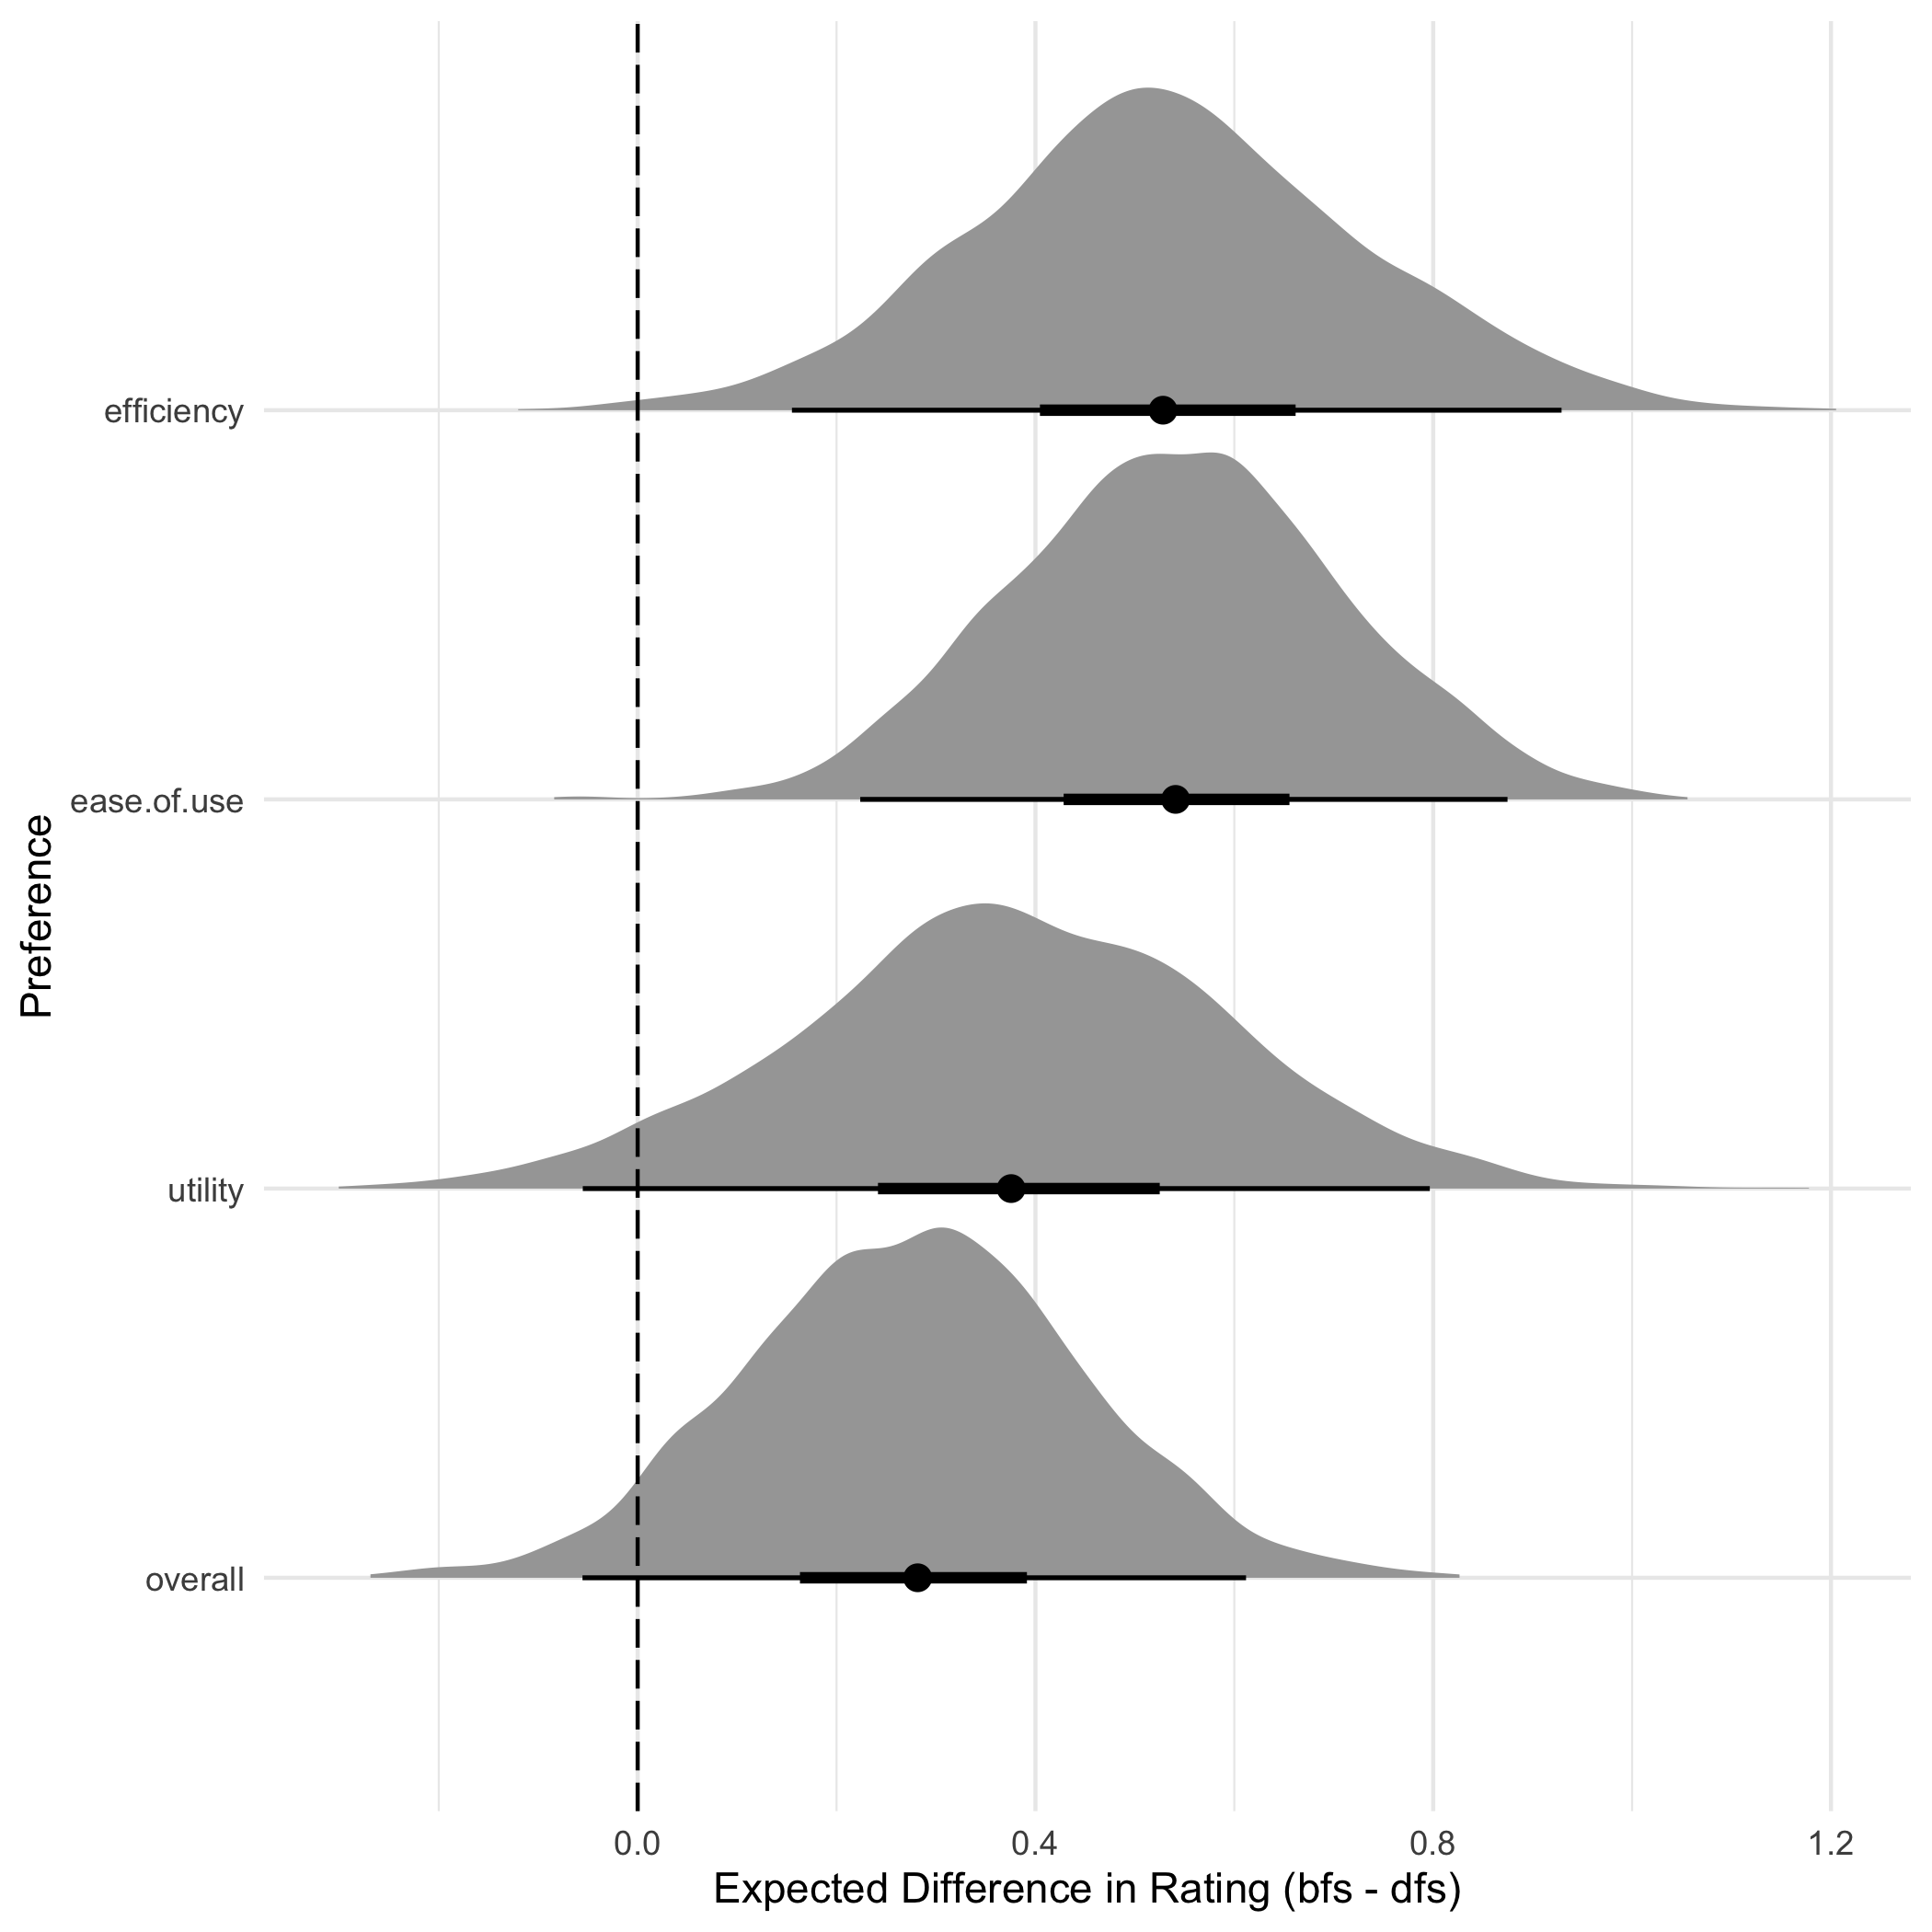 Preference
efficiency
ease.of.use
utility
overall
0.0 0.4 0.8 1.2
Expected Difference in Rating (bfs - dfs)